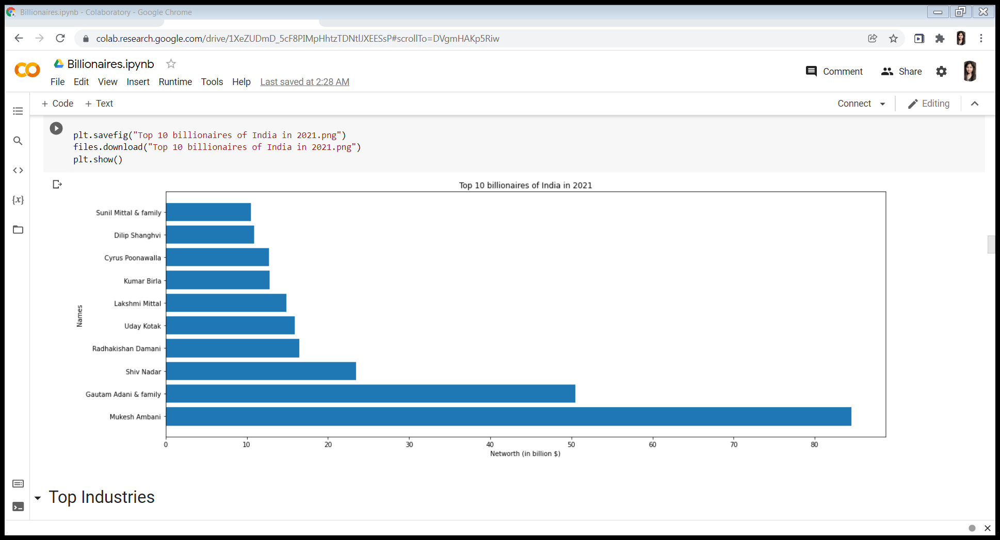 Billionaires.ipynb - Colaboratory - Google Chrome
colab.research.google.com/drive/1XeZUDmD_5cF8PIMpHhtzTDNtlJXEESsP#scrollTo=DVgmHAKp5Riw
CO
Billionaires.ipynb
File Edit View Insert Runtime Tools Help Last saved at 2:28 AM
Comment Share
+ Code + Text
Connect Editing
plt.savefig("Top 10 billionaires of India in 2021.png")
files.download("Top 10 billionaires of India in 2021.png")
plt.show()
{x}
Top 10 billionaires of India in 2021
Sunil Mittal & family
Dilip Shanghvi
Cyrus Poonawalla
Kumar Birla
Lakshmi Mittal
Uday Kotak
Radhakishan Damani
Shiv Nadar
Gautam Adani & family
Mukesh Ambani
Names
0 10 20 30 40 50 60 70 80
Networth (in billion $)
Top Industries